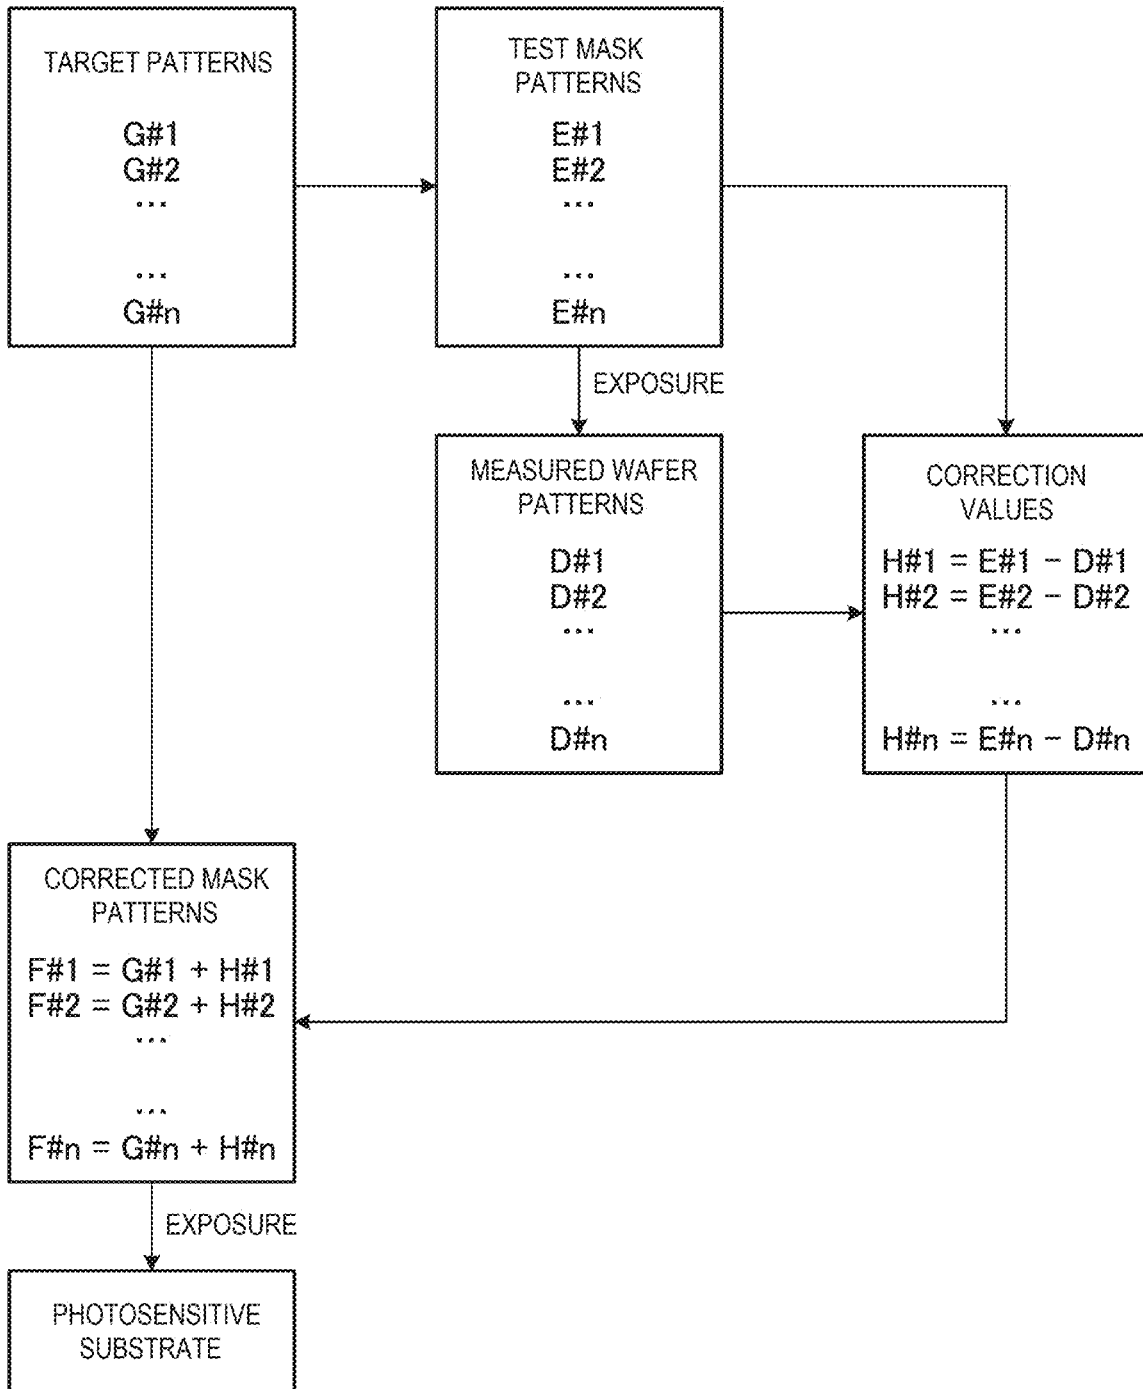 TARGET PATTERNS
G#1
G#2
...
...
G#n
TEST MASK
PATTERNS
E#1
E#2
...
...
E#n
EXPOSURE
MEASURED WAFER
PATTERNS
D#1
D#2
...
...
D#n
CORRECTION
VALUES
H#1 = E#1 − D#1
H#2 = E#2 − D#2
...
...
H#n = E#n − D#n
CORRECTED MASK
PATTERNS
F#1 = G#1 + H#1
F#2 = G#2 + H#2
...
...
F#n = G#n + H#n
EXPOSURE
PHOTOSENSITIVE
SUBSTRATE